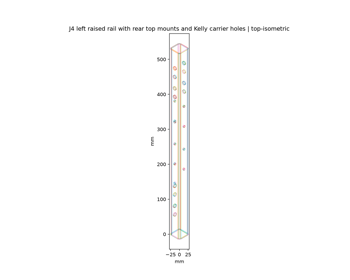 J4 left raised rail with rear top mounts and Kelly carrier holes | top-isometric
500
400
300
200
100
0
mm
−25 0 25
mm